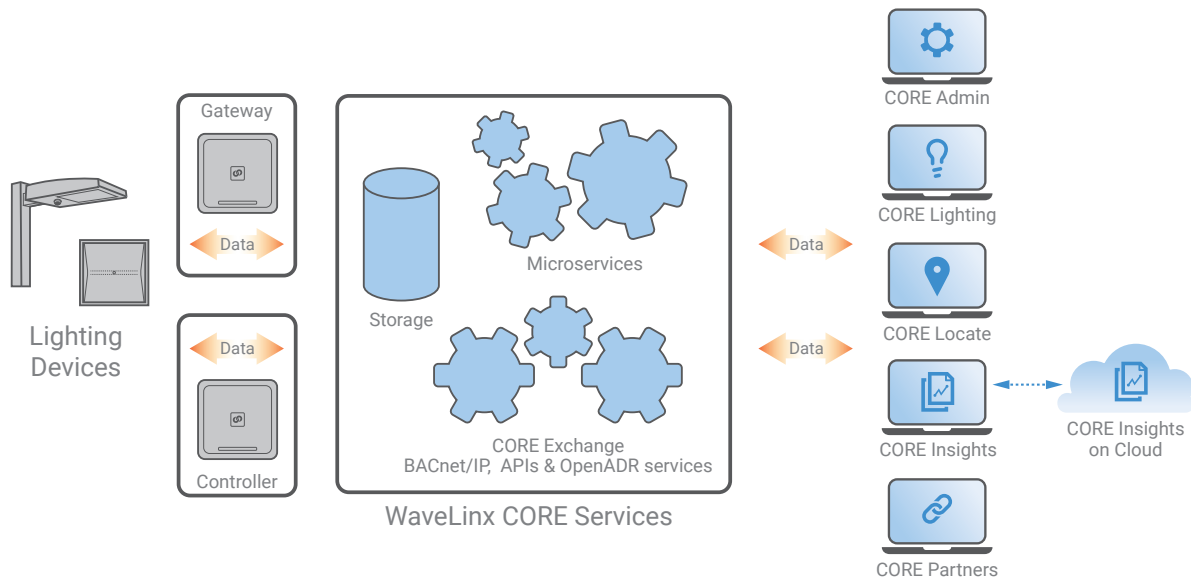 Lighting
Devices
Gateway
Data
Data
Controller
Storage
Microservices
CORE Exchange
BACnet/IP, APIs & OpenADR services
WaveLinx CORE Services
Data
Data
CORE Admin
CORE Lighting
CORE Locate
CORE Insights
CORE Partners
CORE Insights
on Cloud